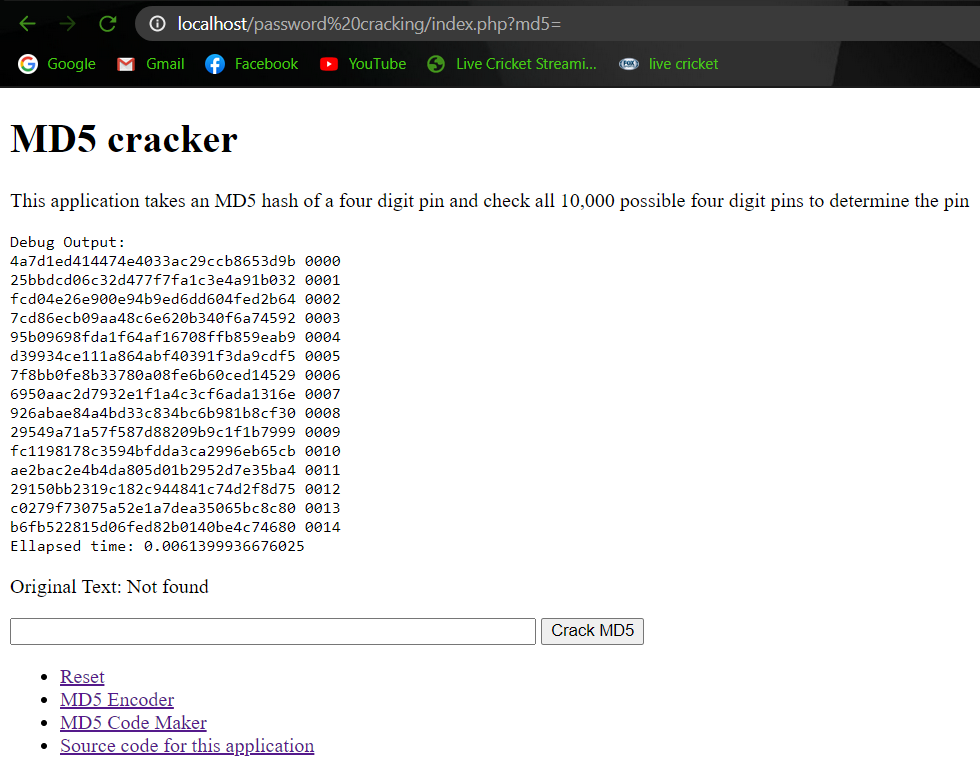 localhost/password%20cracking/index.php?md5=
Google Gmail Facebook YouTube Live Cricket Streami... FOX live cricket
MD5 cracker
This application takes an MD5 hash of a four digit pin and check all 10,000 possible four digit pins to determine the pin
Debug Output:
4a7d1ed414474e4033ac29ccb8653d9b 0000
25bbdcd06c32d477f7fa1c3e4a91b032 0001
fcd04e26e900e94b9ed6dd604fed2b64 0002
7cd86ecb09aa48c6e620b340f6a74592 0003
95b09698fda1f64af16708ffb859eab9 0004
d39934ce111a864abf40391f3da9cdf5 0005
7f8bb0fe8b33780a08fe6b60ced14529 0006
6950aac2d7932e1f1a4c3cf6ada1316e 0007
926abae84a4bd33c834bc6b981b8cf30 0008
29549a71a57f587d88209b9c1f1b7999 0009
fc1198178c3594bfdda3ca2996eb65cb 0010
ae2bac2e4b4da805d01b2952d7e35ba4 0011
29150bb2319c182c944841c74d2f8d75 0012
c0279f73075a52e1a7dea35065bc8c80 0013
b6fb522815d06fed82b0140be4c74680 0014
Ellapsed time: 0.0061399936676025
Original Text: Not found
Crack MD5
Reset
MD5 Encoder
MD5 Code Maker
Source code for this application